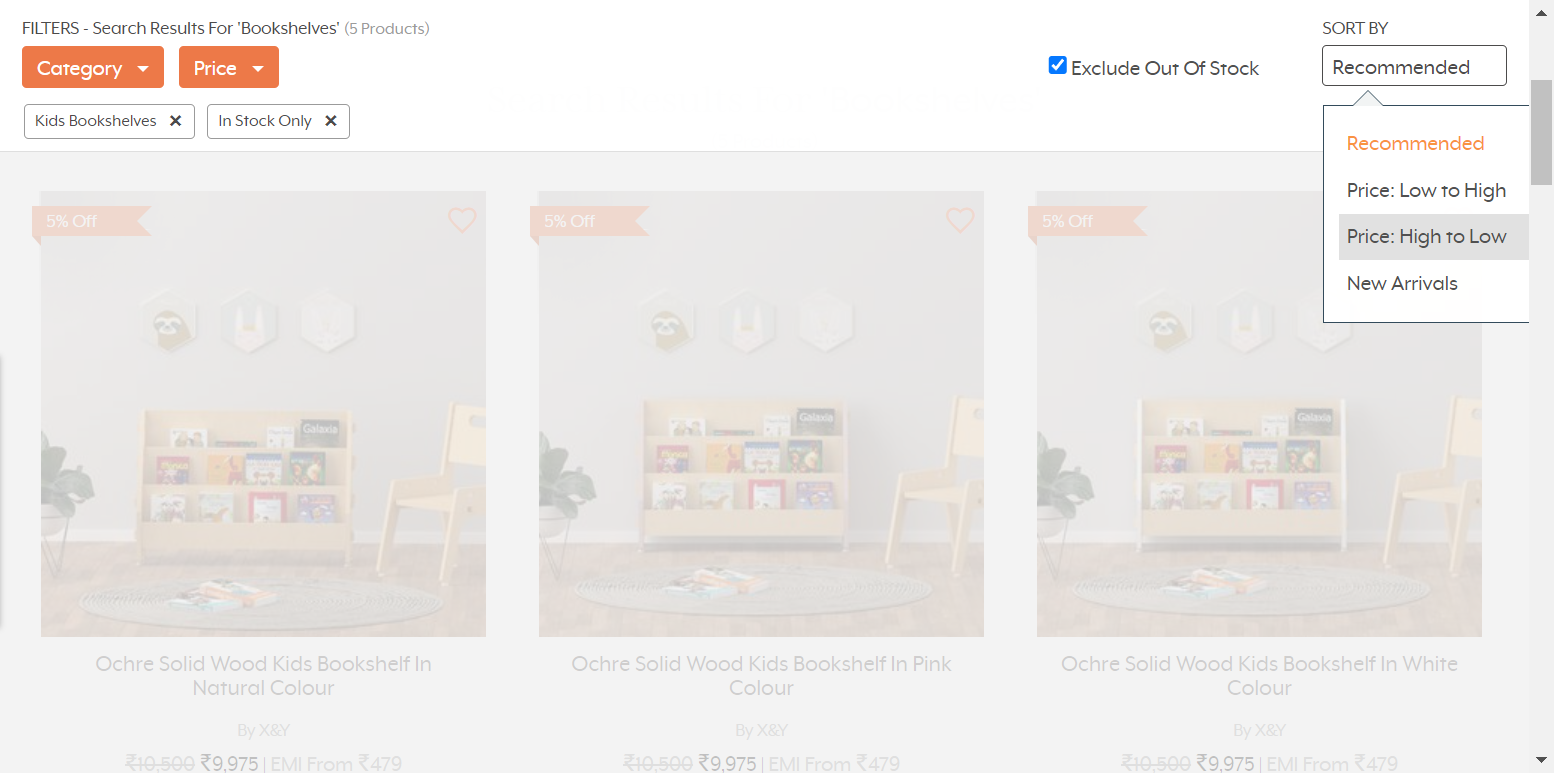 FILTERS - Search Results For 'Bookshelves' (5 Products)
SORT BY
Category
Price
Exclude Out Of Stock
Recommended
Kids Bookshelves ✕
In Stock Only ✕
Recommended
Price: Low to High
Price: High to Low
New Arrivals
5% Off
5% Off
5% Off
Galaxia
Galaxia
Galaxia
Ochre Solid Wood Kids Bookshelf In
Natural Colour
By X&Y
₹10,500 ₹9,975 | EMI From ₹479
Ochre Solid Wood Kids Bookshelf In Pink
Colour
By X&Y
₹10,500 ₹9,975 | EMI From ₹479
Ochre Solid Wood Kids Bookshelf In White
Colour
By X&Y
₹10,500 ₹9,975 | EMI From ₹479